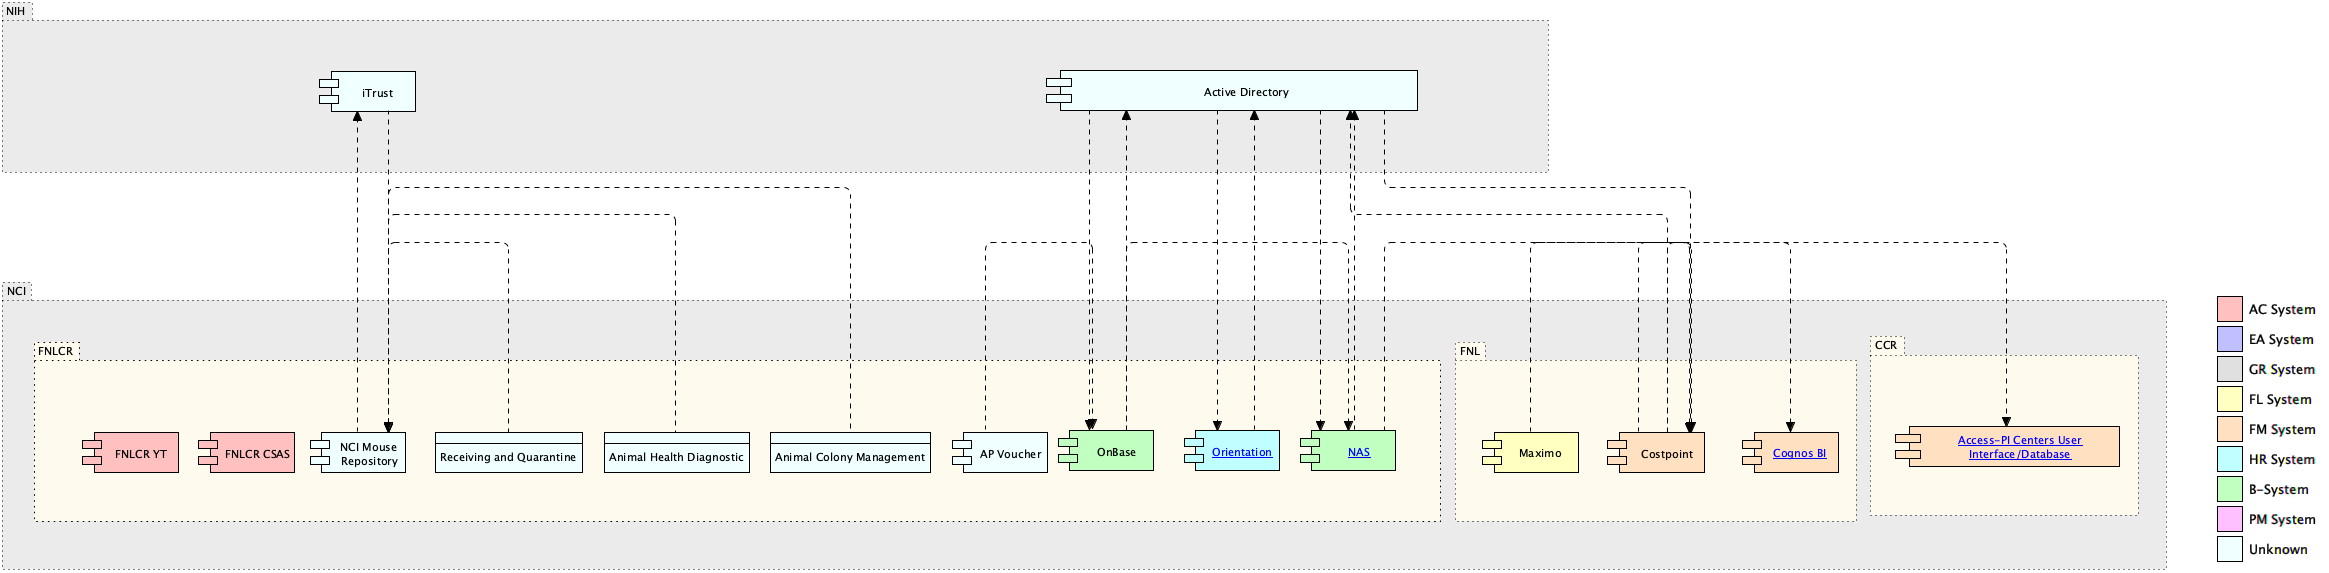 NIH
iTrust
Active Directory
NCI
FNLCR
FNLCR YT
FNLCR CSAS
NCI Mouse
Repository
Receiving and Quarantine
Animal Health Diagnostic
Animal Colony Management
AP Voucher
OnBase
Orientation
NAS
FNL
Maximo
Costpoint
Cognos BI
CCR
Access-PI Centers User
Interface/Database
AC System
EA System
GR System
FL System
FM System
HR System
B-System
PM System
Unknown